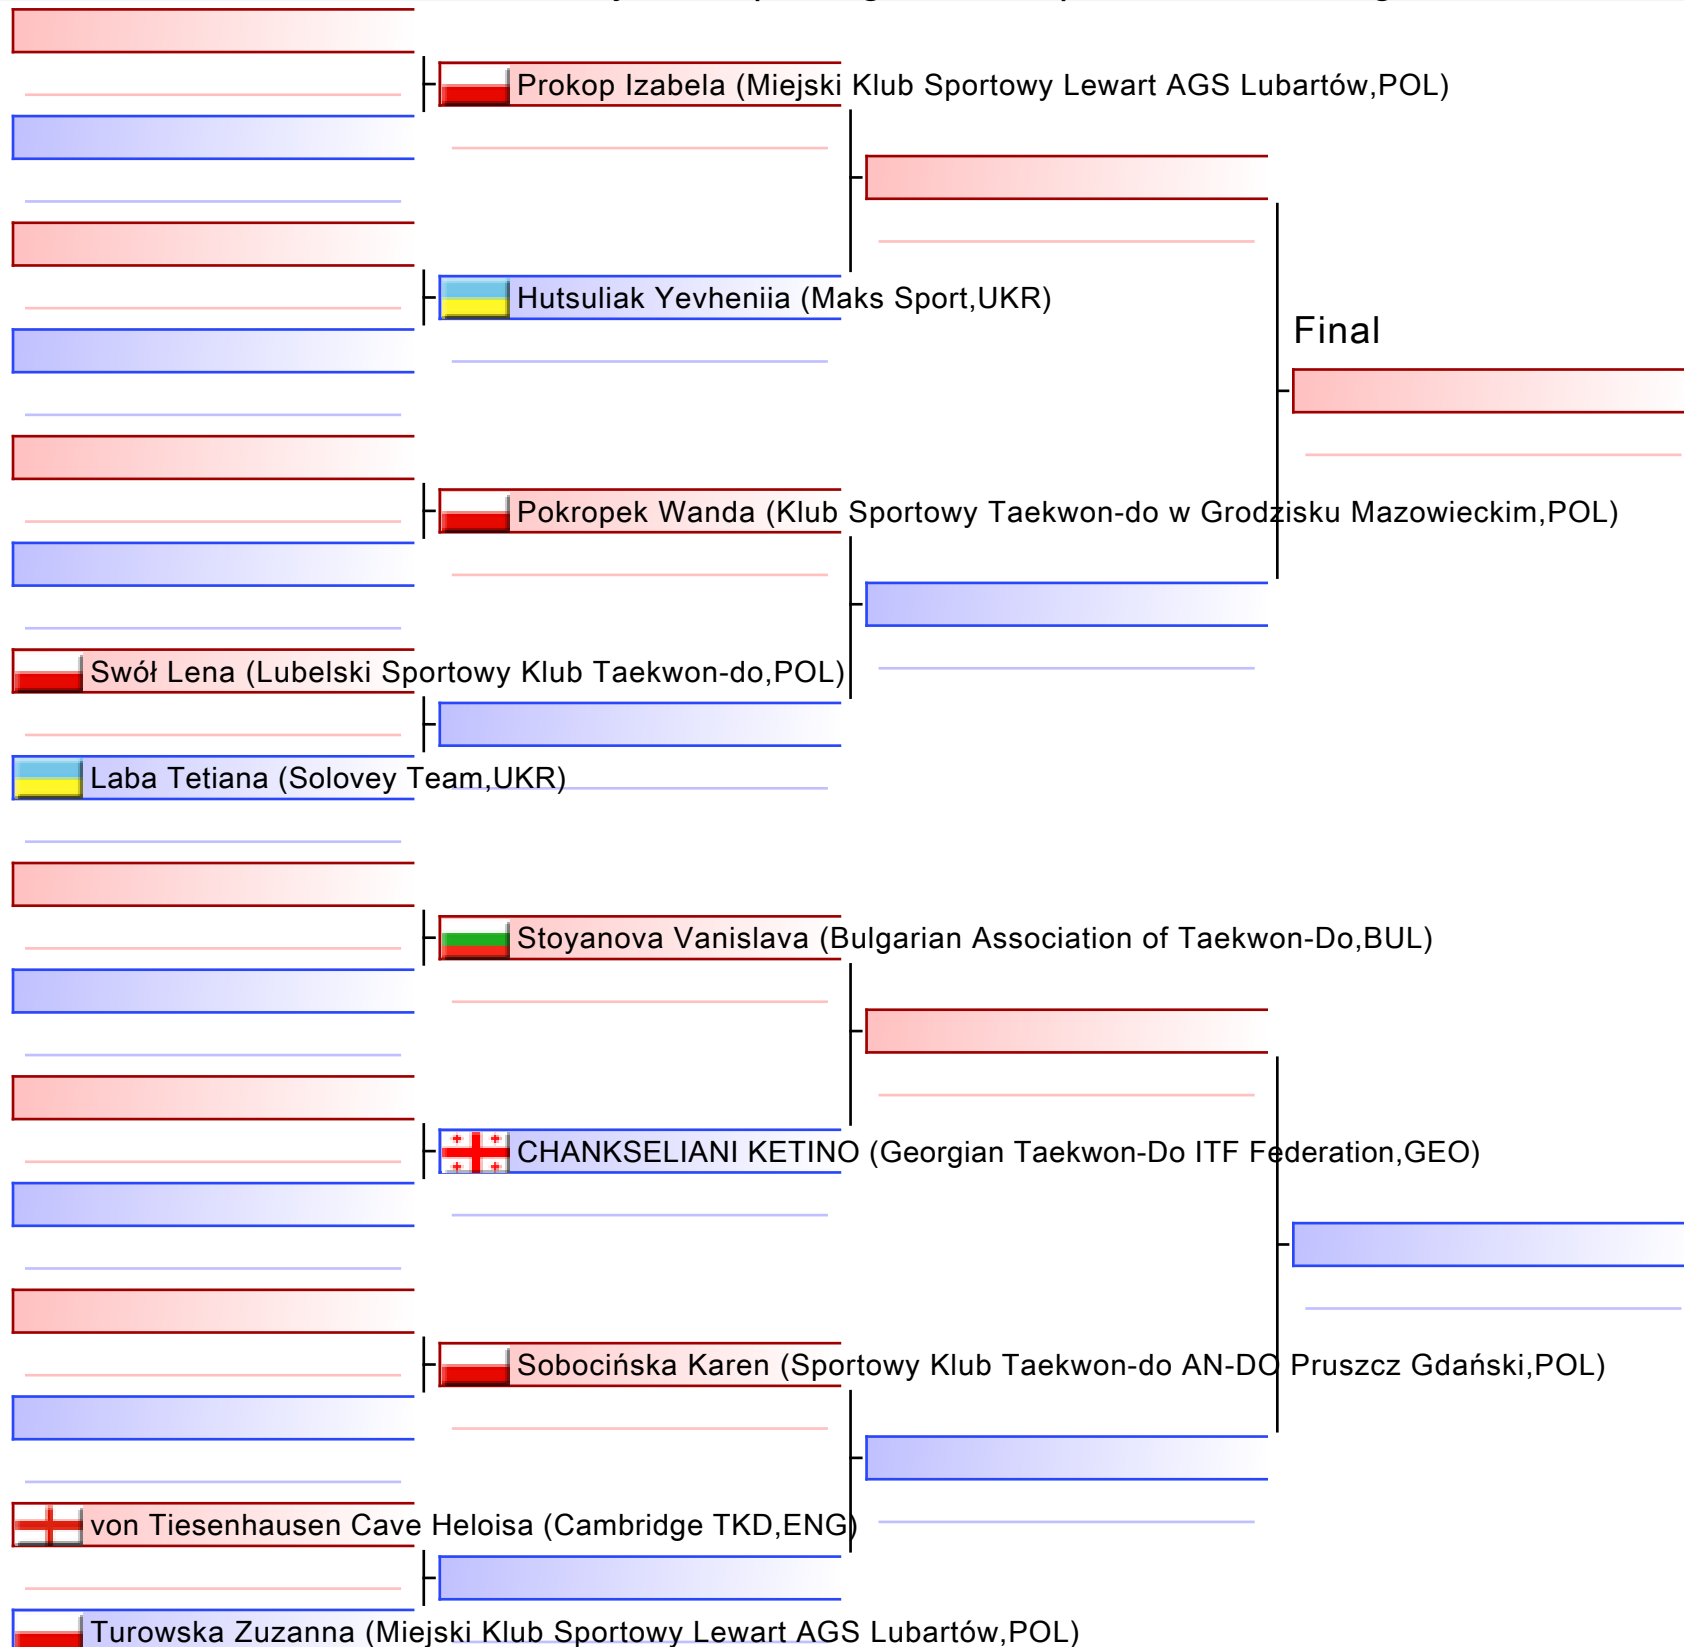 Prokop Izabela (Miejski Klub Sportowy Lewart AGS Lubartów,POL)
Hutsuliak Yevheniia (Maks Sport,UKR)
Final
Pokropek Wanda (Klub Sportowy Taekwon-do w Grodzisku Mazowieckim,POL)
Swół Lena (Lubelski Sportowy Klub Taekwon-do,POL)
Laba Tetiana (Solovey Team,UKR)
Stoyanova Vanislava (Bulgarian Association of Taekwon-Do,BUL)
CHANKSELIANI KETINO (Georgian Taekwon-Do ITF Federation,GEO)
Sobocińska Karen (Sportowy Klub Taekwon-do AN-DO Pruszcz Gdański,POL)
von Tiesenhausen Cave Heloisa (Cambridge TKD,ENG)
Turowska Zuzanna (Miejski Klub Sportowy Lewart AGS Lubartów,POL)